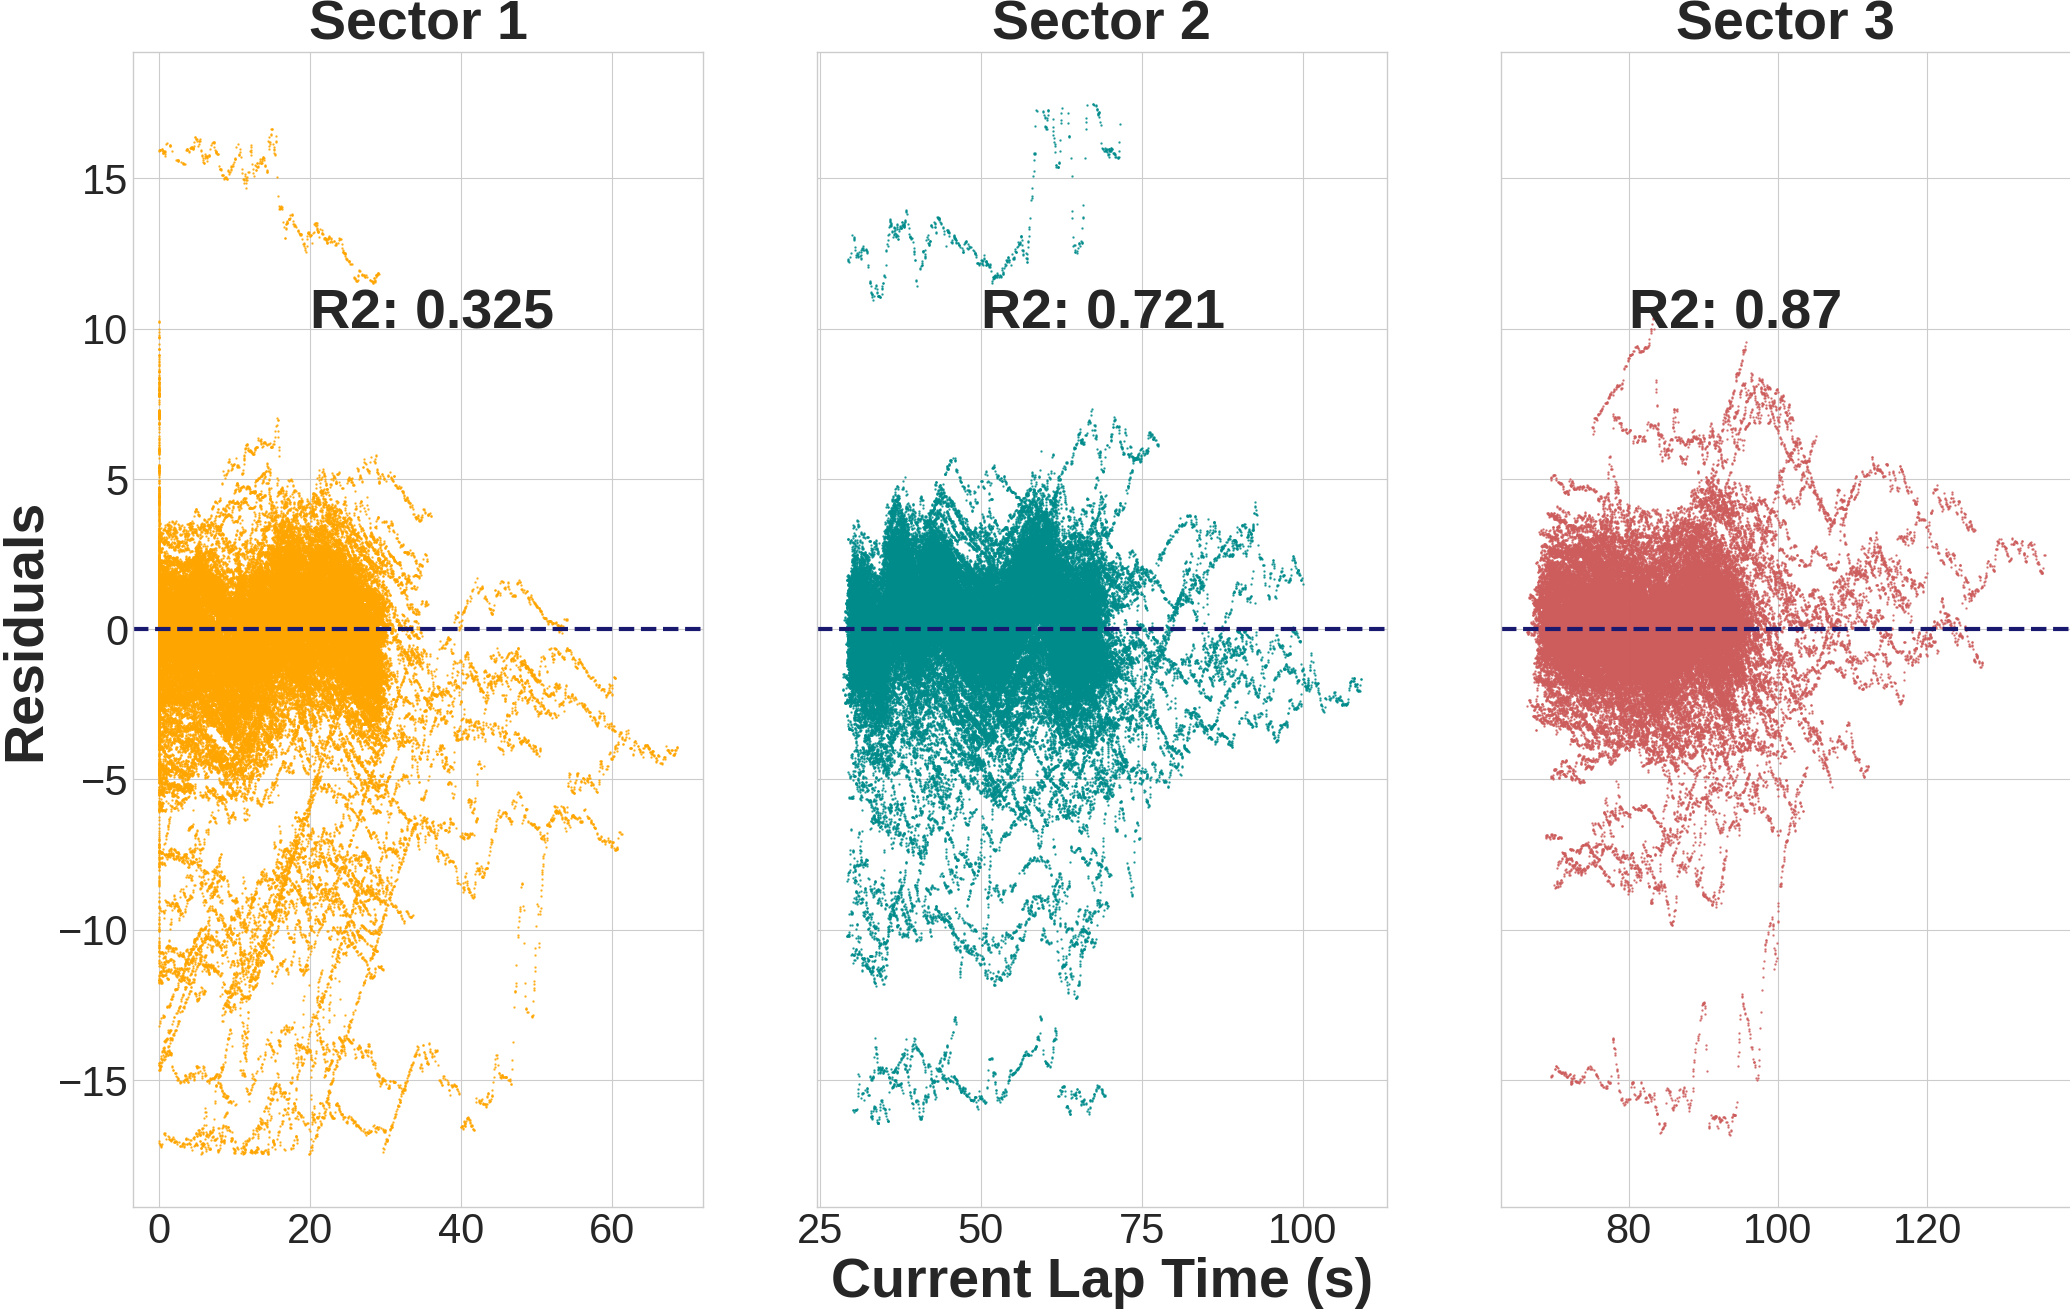 Sector 1
Sector 2
Sector 3
R2: 0.325
R2: 0.721
R2: 0.87
15
10
5
0
−5
−10
−15
Residuals
0 20 40 60
25 50 75 100
80 100 120
Current Lap Time (s)